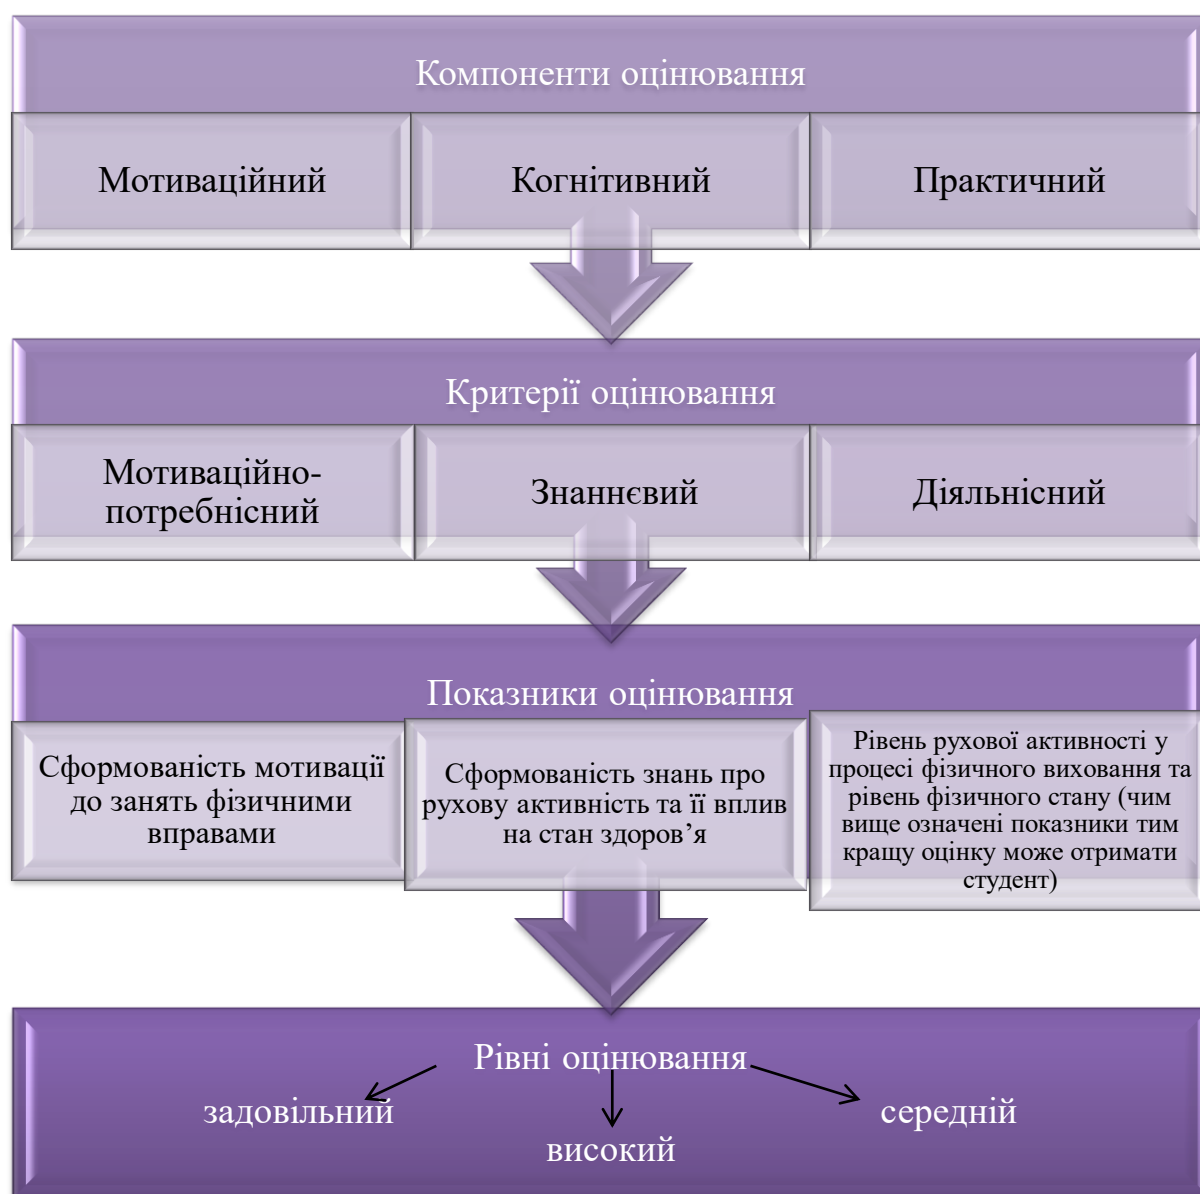 Компоненти оцінювання
Мотиваційний
Когнітивний
Практичний
Критерії оцінювання
Мотиваційно-
потребнісний
Знаннєвий
Діяльнісний
Показники оцінювання
Сформованість мотивації
до занять фізичними
вправами
Сформованість знань про
рухову активність та її вплив
на стан здоров’я
Рівень рухової активності у
процесі фізичного виховання та
рівень фізичного стану (чим
вище означені показники тим
кращу оцінку може отримати
студент)
Рівні оцінювання
задовільний
високий
середній